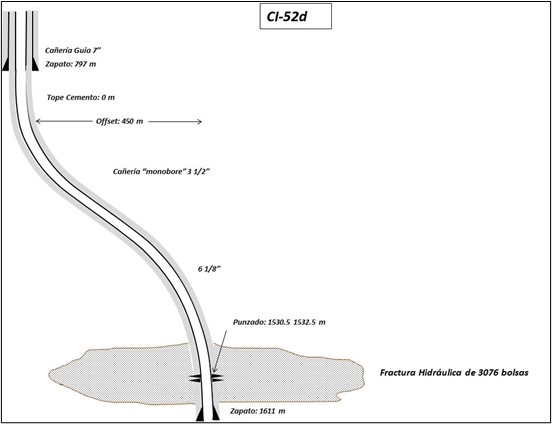 CI-52d
Cañería Guía 7"
Zapato: 797 m
Tope Cemento: 0 m
Offset: 450 m
Cañería "monobore" 3 1/2"
6 1/8"
Punzado: 1530.5 1532.5 m
Fractura Hidráulica de 3076 bolsas
Zapato: 1611 m